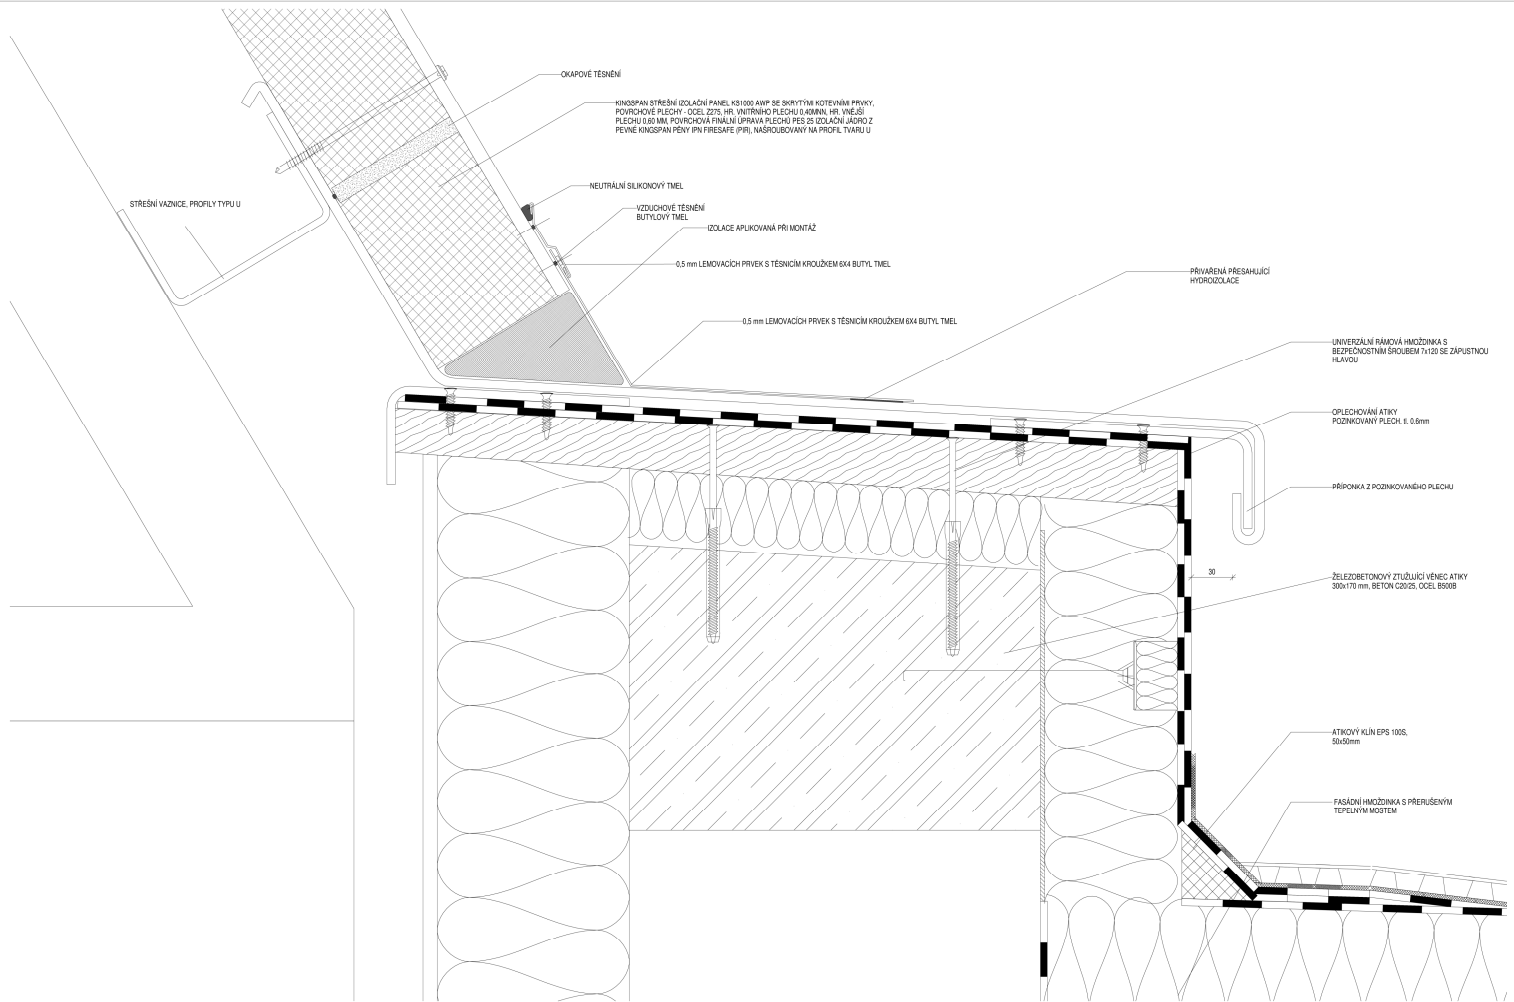 OKAPOVÉ TĚSNĚNÍ
KINGSPAN STŘEŠNÍ IZOLAČNÍ PANEL KS1000 AWP SE SKRYTÝMI KOTEVNÍMI PRVKY,
POVRCHOVÉ PLECHY - OCEL Z275, HR. VNITŘNÍHO PLECHU 0,40MNN, HR. VNĚJŠÍ
PLECHU 0,60 MM, POVRCHOVÁ FINÁLNÍ ÚPRAVA PLECHŮ PES 25 IZOLAČNÍ JÁDRO Z
PEVNÉ KINGSPAN PĚNY IPN FIRESAFE (PIR), NAŠROUBOVANÝ NA PROFIL TVARU U
NEUTRÁLNÍ SILIKONOVÝ TMEL
STŘEŠNÍ VAZNICE, PROFILY TYPU U
VZDUCHOVÉ TĚSNĚNÍ
BUTYLOVÝ TMEL
IZOLACE APLIKOVANÁ PŘI MONTÁŽ
0,5 mm LEMOVACÍCH PRVEK S TĚSNICÍM KROUŽKEM 6X4 BUTYL TMEL
PŘIVAŘENÁ PŘESAHUJÍCÍ
HYDROIZOLACE
0,5 mm LEMOVACÍCH PRVEK S TĚSNICÍM KROUŽKEM 6X4 BUTYL TMEL
UNIVERZÁLNÍ RÁMOVÁ HMOŽDINKA S
BEZPEČNOSTNÍM ŠROUBEM 7x120 SE ZÁPUSTNOU
HLAVOU
OPLECHOVÁNÍ ATIKY
POZINKOVANÝ PLECH. tl. 0.6mm
PŘÍPONKA Z POZINKOVANÉHO PLECHU
30
ŽELEZOBETONOVÝ ZTUŽUJÍCÍ VĚNEC ATIKY
300x170 mm, BETON C20/25, OCEL B500B
ATIKOVÝ KLÍN EPS 100S,
50x50mm
FASÁDNÍ HMOŽDINKA S PŘERUŠENÝM
TEPELNÝM MOSTEM